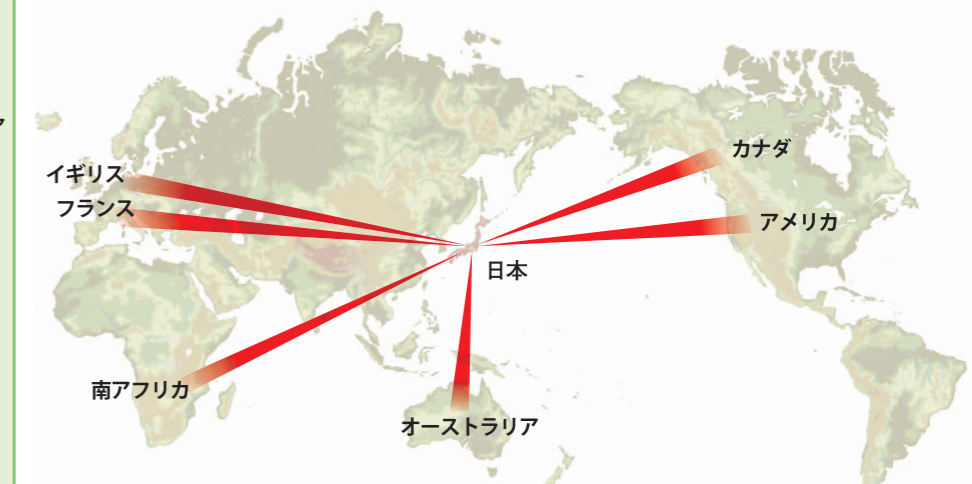 ア
イギリス
フランス
カナダ
アメリカ
日本
南アフリカ
オーストラリア